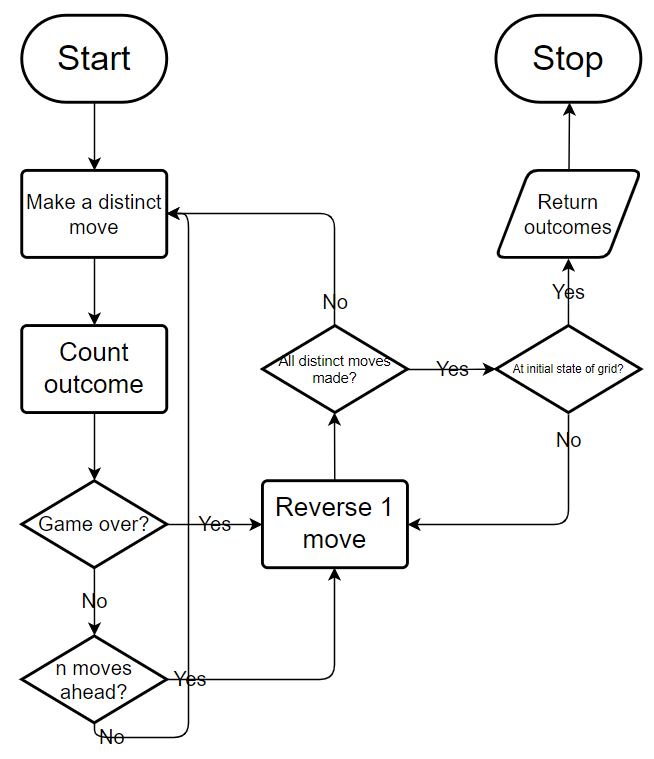 Start
Stop
Make a distinct
move
Return
outcomes
Yes
No
Count
outcome
All distinct moves
made?
Yes
At initial state of grid?
No
Game over?
Yes
Reverse 1
move
No
n moves
ahead?
Yes
No